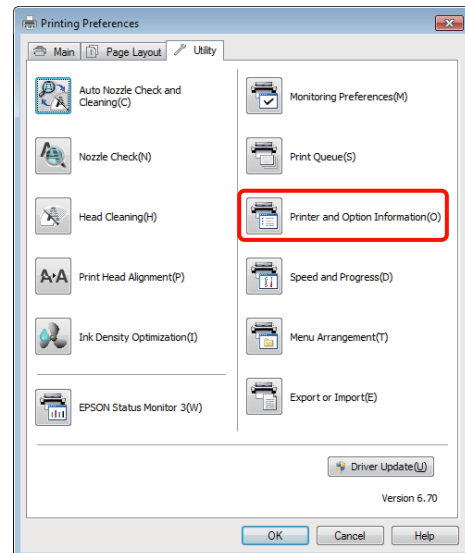 Printing Preferences
Main
Page Layout
Utility
Auto Nozzle Check and
Cleaning(C)
Monitoring Preferences(M)
Nozzle Check(N)
Print Queue(S)
Head Cleaning(H)
Printer and Option Information(O)
A·A
Print Head Alignment(P)
Speed and Progress(D)
Ink Density Optimization(I)
Menu Arrangement(T)
EPSON Status Monitor 3(W)
Export or Import(E)
Driver Update(U)
Version 6.70
OK
Cancel
Help